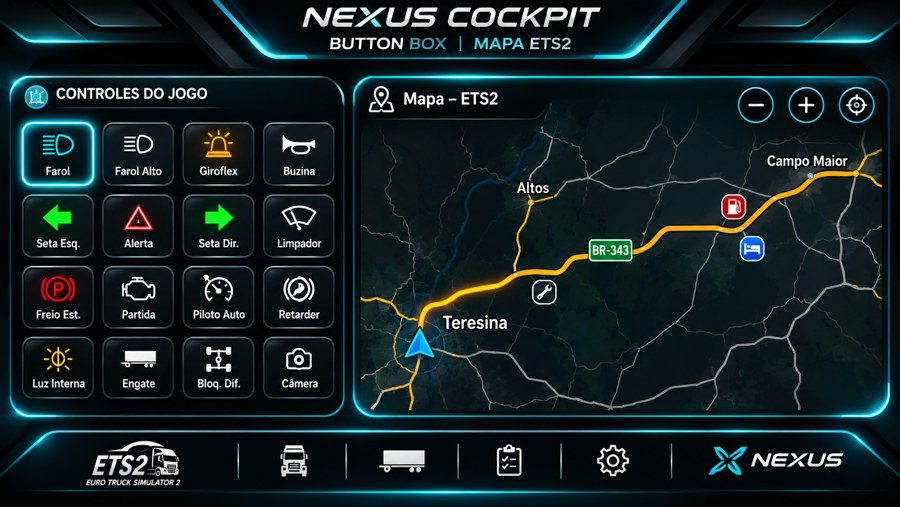 NEXUS COCKPIT
BUTTON BOX | MAPA ETS2
CONTROLES DO JOGO
Farol
Farol Alto
Giroflex
Buzina
Seta Esq.
Alerta
Seta Dir.
Limpador
P
Freio Est.
Partida
Piloto Auto
Retarder
Luz Interna
Engate
Bloq. Dif.
Câmera
Mapa – ETS2
Campo Maior
Altos
BR-343
Teresina
ETS2
EURO TRUCK SIMULATOR 2
NEXUS